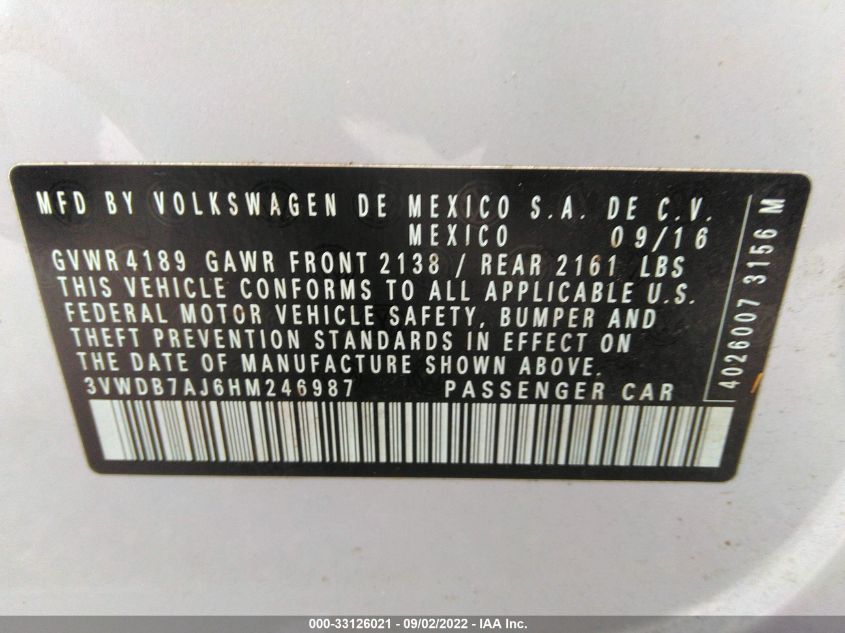 MFD BY VOLKSWAGEN DE MEXICO S.A. DE C.V.
MEXICO 09/16
GVWR 4189 GAWR FRONT 2138 / REAR 2161 LBS
THIS VEHICLE CONFORMS TO ALL APPLICABLE U.S.
FEDERAL MOTOR VEHICLE SAFETY, BUMPER AND
THEFT PREVENTION STANDARDS IN EFFECT ON
THE DATE OF MANUFACTURE SHOWN ABOVE.
3VWDB7AJ6HM246987 PASSENGER CAR
4026007 3156 M
000-33126021 - 09/02/2022 - IAA Inc.